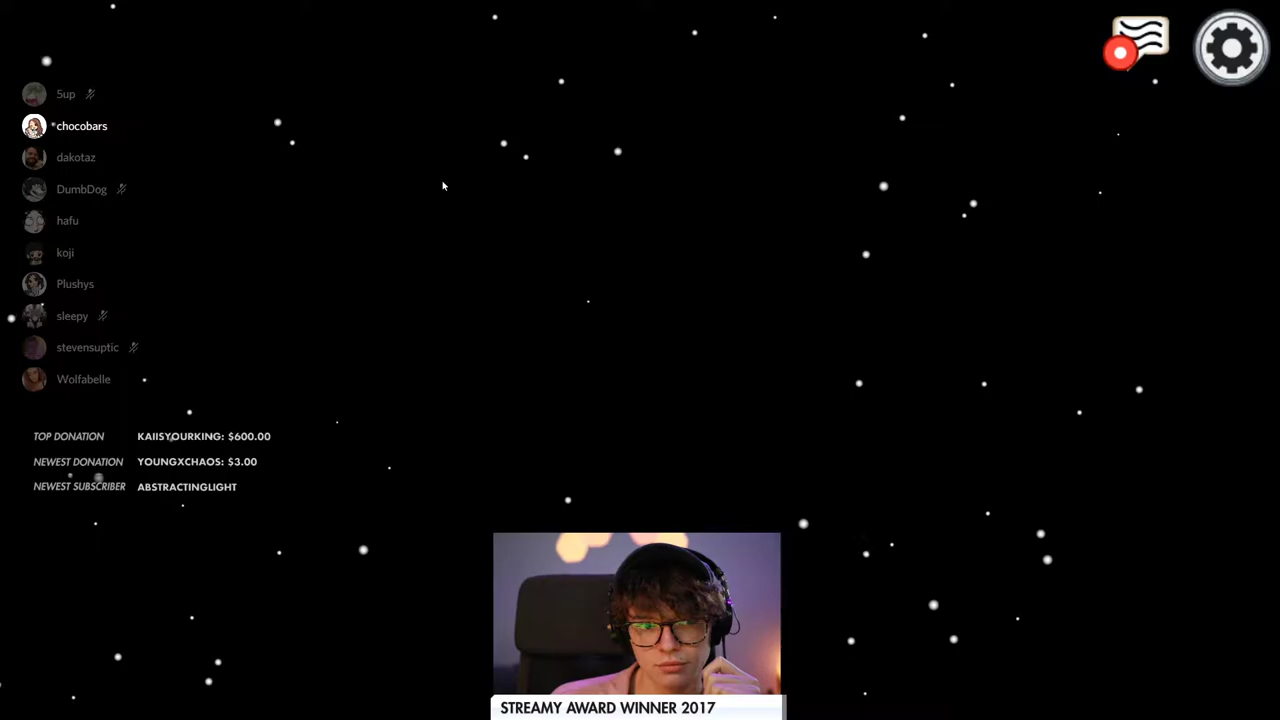 5up
chocobars
dakotaz
DumbDog
hafu
koji
Plushys
sleepy
stevensuptic
Wolfabelle
TOP DONATION KAIISYOURKING: $600.00
NEWEST DONATION YOUNGXCHAOS: $3.00
NEWEST SUBSCRIBER ABSTRACTINGLIGHT
STREAMY AWARD WINNER 2017